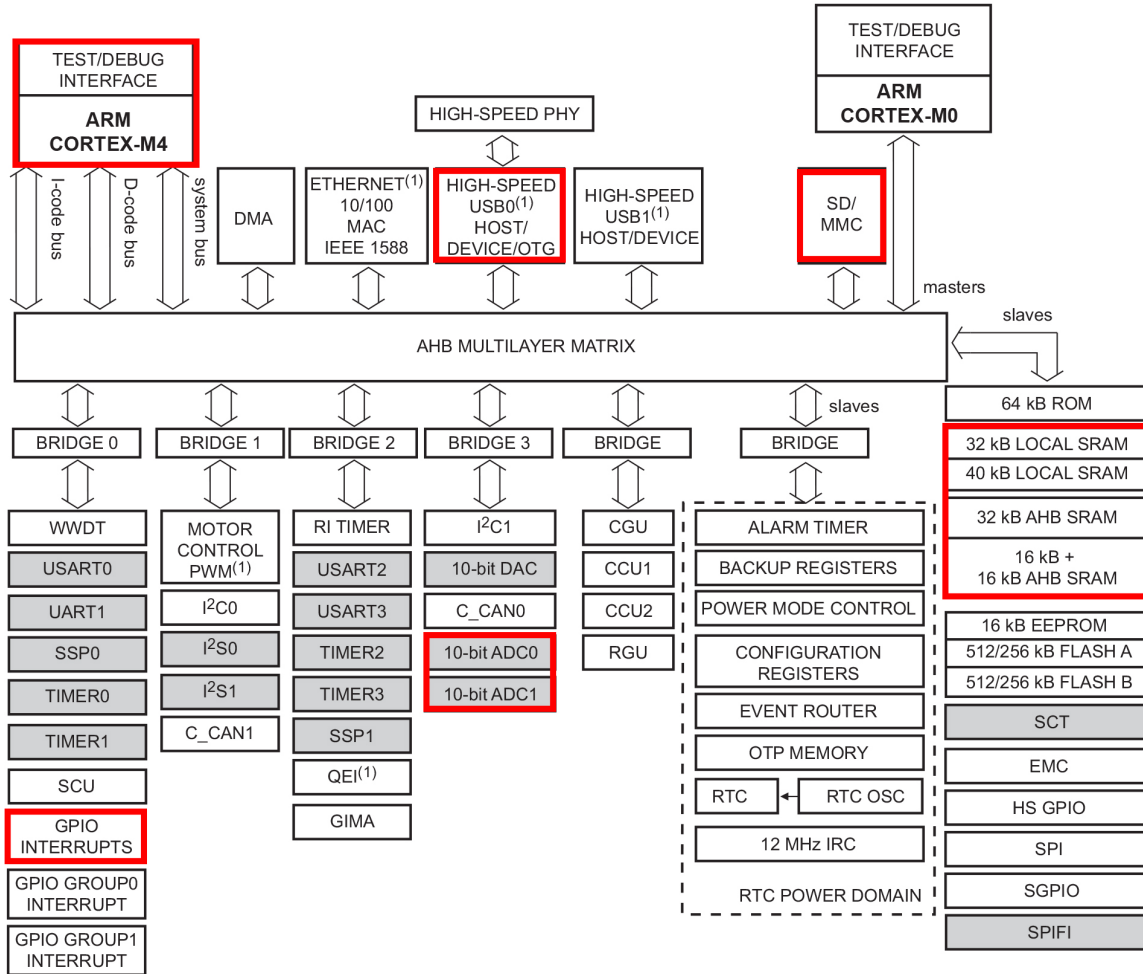 TEST/DEBUG
INTERFACE
ARM
CORTEX-M4
TEST/DEBUG
INTERFACE
ARM
CORTEX-M0
HIGH-SPEED PHY
I-code bus
D-code bus
system bus
DMA
ETHERNET(1)
10/100
MAC
IEEE 1588
HIGH-SPEED
USB0(1)
HOST/
DEVICE/OTG
HIGH-SPEED
USB1(1)
HOST/DEVICE
SD/
MMC
masters
slaves
AHB MULTILAYER MATRIX
slaves
BRIDGE 0
BRIDGE 1
BRIDGE 2
BRIDGE 3
BRIDGE
BRIDGE
WWDT
USART0
UART1
SSP0
TIMER0
TIMER1
SCU
GPIO
INTERRUPTS
GPIO GROUP0
INTERRUPT
GPIO GROUP1
INTERRUPT
MOTOR
CONTROL
PWM(1)
I2C0
I2S0
I2S1
C_CAN1
RI TIMER
USART2
USART3
TIMER2
TIMER3
SSP1
QEI(1)
GIMA
I2C1
10-bit DAC
C_CAN0
10-bit ADC0
10-bit ADC1
CGU
CCU1
CCU2
RGU
ALARM TIMER
BACKUP REGISTERS
POWER MODE CONTROL
CONFIGURATION
REGISTERS
EVENT ROUTER
OTP MEMORY
RTC
RTC OSC
12 MHz IRC
RTC POWER DOMAIN
64 kB ROM
32 kB LOCAL SRAM
40 kB LOCAL SRAM
32 kB AHB SRAM
16 kB +
16 kB AHB SRAM
16 kB EEPROM
512/256 kB FLASH A
512/256 kB FLASH B
SCT
EMC
HS GPIO
SPI
SGPIO
SPIFI